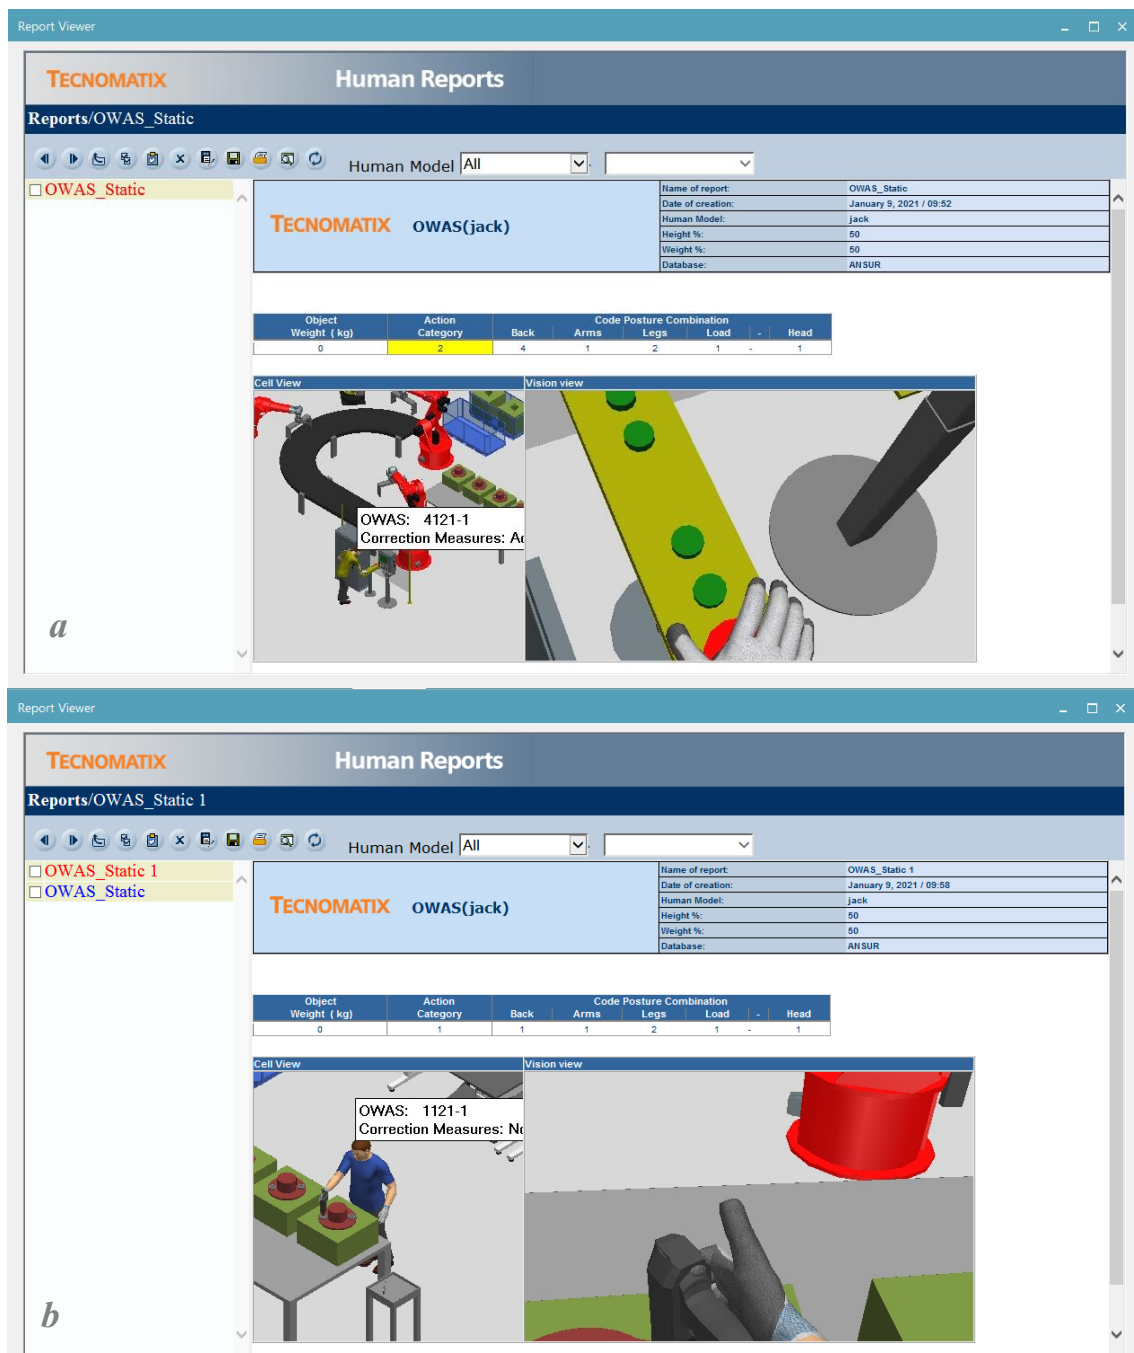 Report Viewer
TECNOMATIX Human Reports
Reports/OWAS_Static
Human Model All
OWAS_Static
TECNOMATIX OWAS(jack)
Name of report: OWAS_Static
Date of creation: January 9, 2021 / 09:52
Human Model: jack
Height %: 50
Weight %: 50
Database: ANSUR
Object Weight ( kg) Action Category Code Posture Combination
Back Arms Legs Load - Head
0 2 4 1 2 1 - 1
Cell View Vision view
OWAS: 4121-1
Correction Measures: Ac
a
Report Viewer
TECNOMATIX Human Reports
Reports/OWAS_Static 1
Human Model All
OWAS_Static 1
OWAS_Static
TECNOMATIX OWAS(jack)
Name of report: OWAS_Static 1
Date of creation: January 9, 2021 / 09:58
Human Model: jack
Height %: 50
Weight %: 50
Database: ANSUR
Object Weight ( kg) Action Category Code Posture Combination
Back Arms Legs Load - Head
0 1 1 1 2 1 - 1
Cell View Vision view
OWAS: 1121-1
Correction Measures: No
b